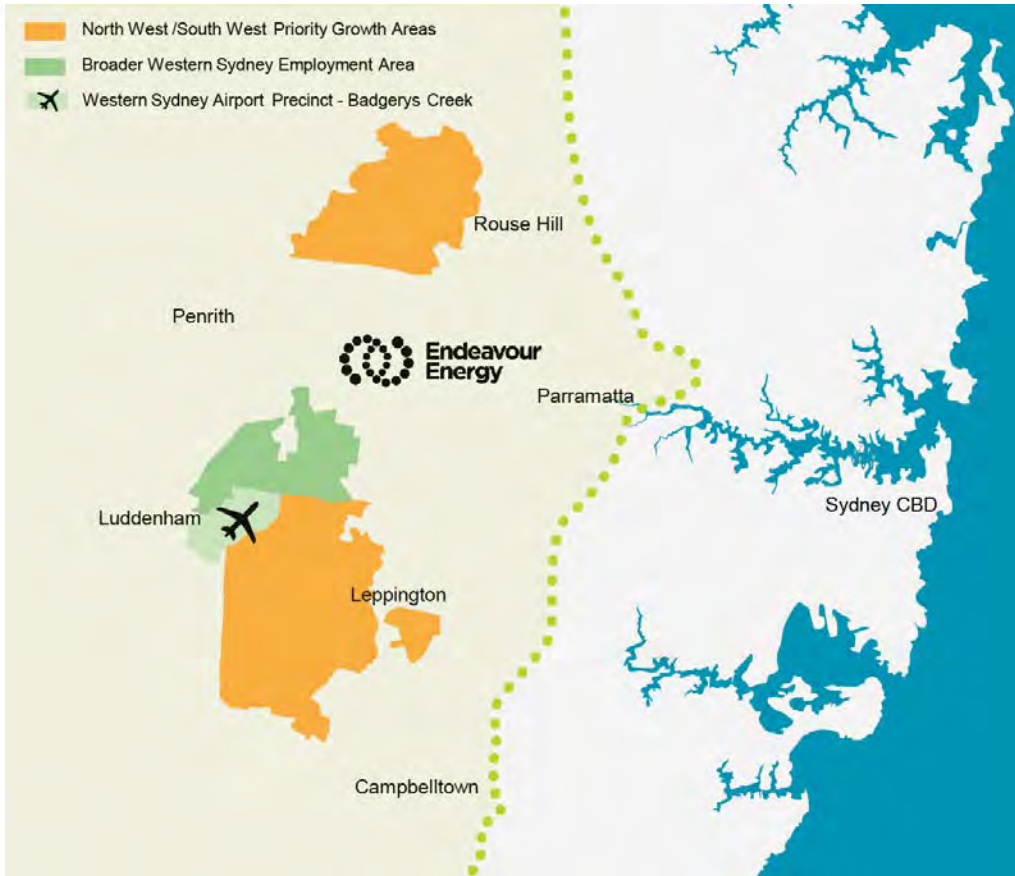 North West /South West Priority Growth Areas
Broader Western Sydney Employment Area
Western Sydney Airport Precinct - Badgerys Creek
Rouse Hill
Penrith
Endeavour
Energy
Parramatta
Sydney CBD
Luddenham
Leppington
Campbelltown